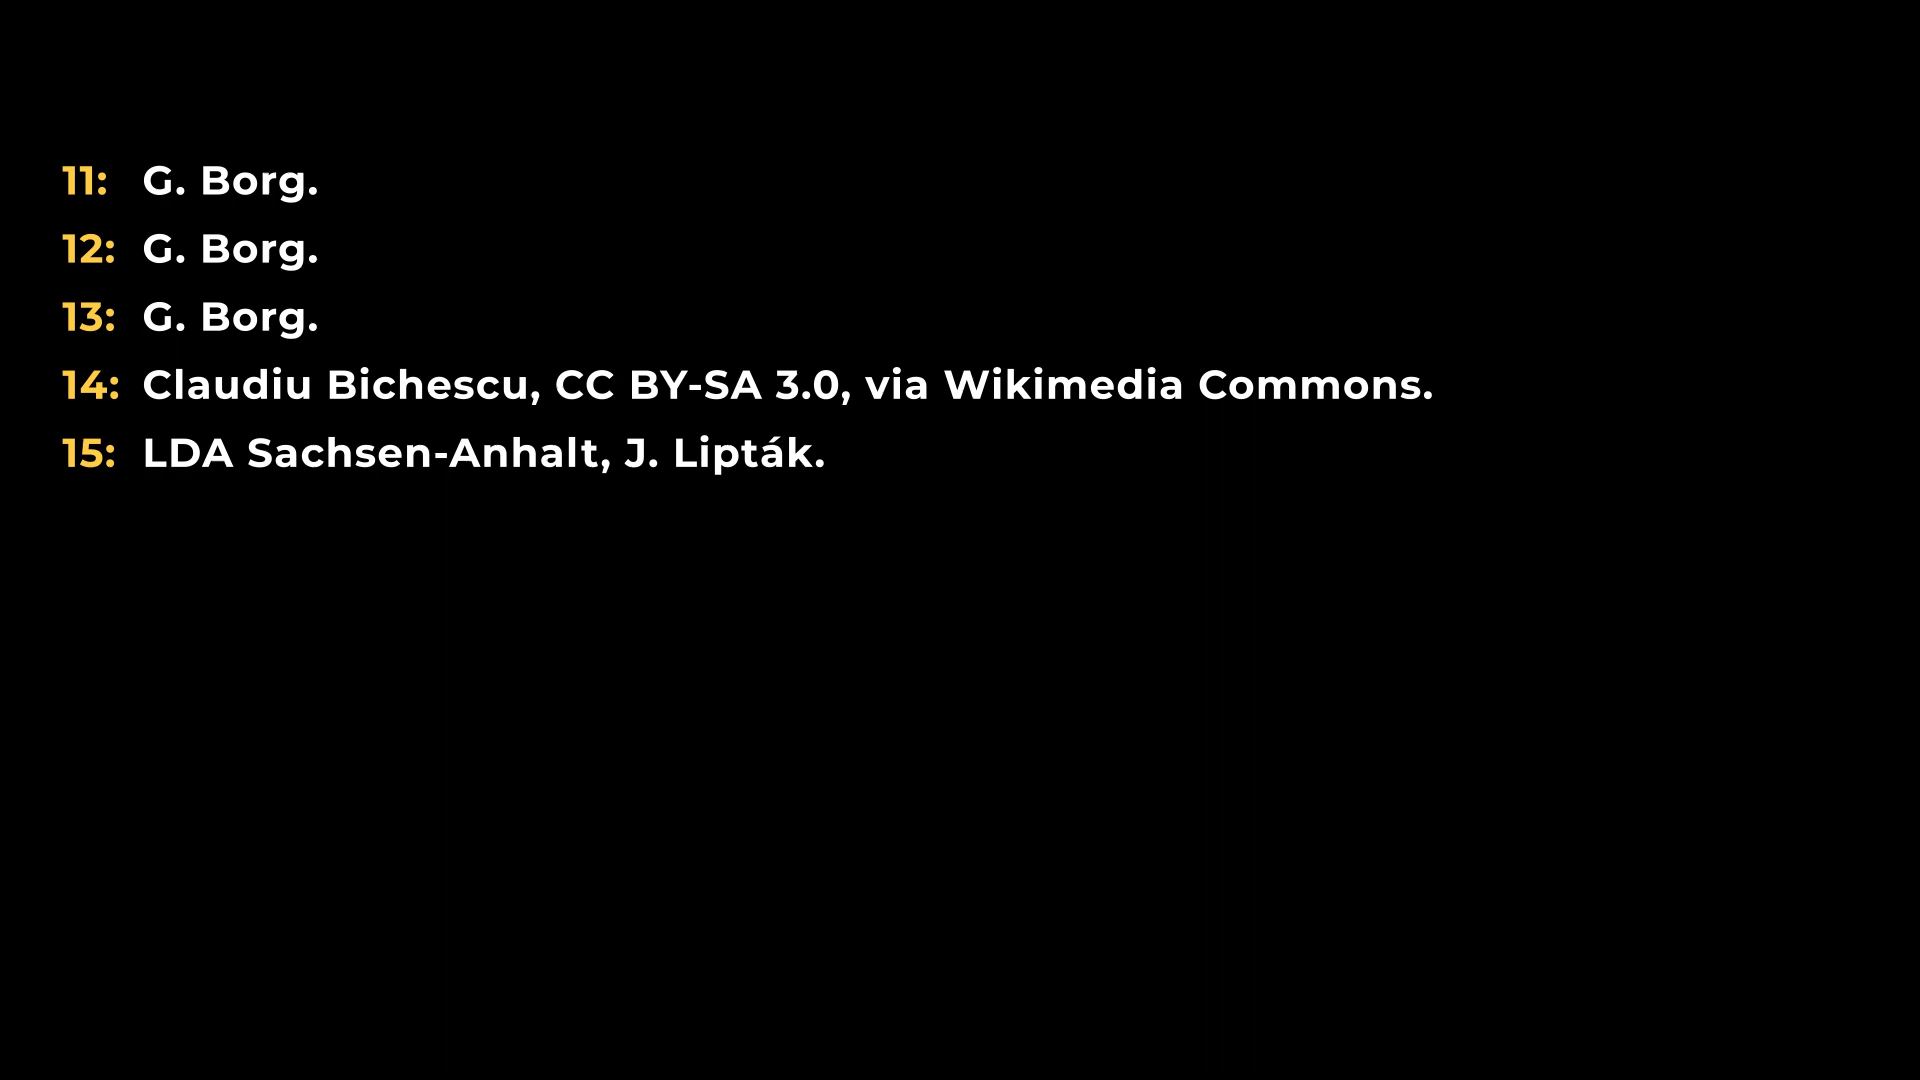 11: G. Borg.
12: G. Borg.
13: G. Borg.
14: Claudiu Bichescu, CC BY-SA 3.0, via Wikimedia Commons.
15: LDA Sachsen-Anhalt, J. Lipták.